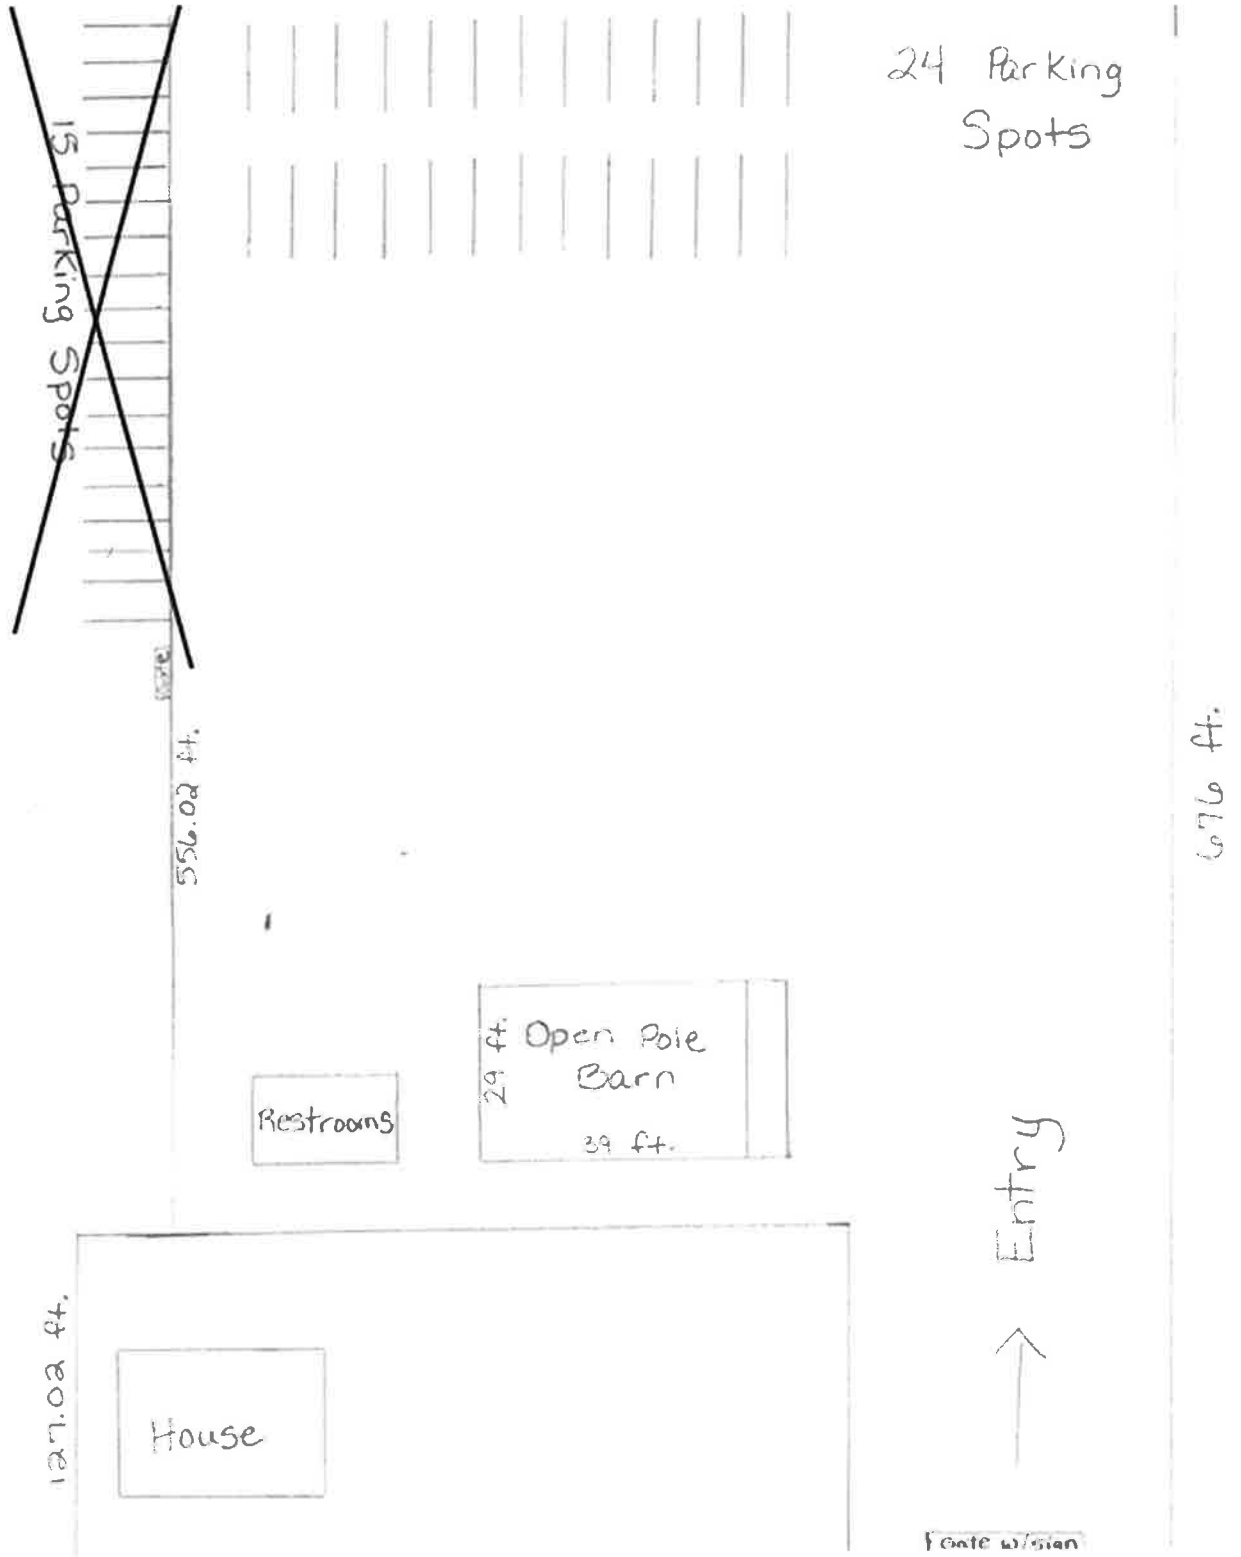 24 Parking
Spots
15 Parking Spots
Gate
556.02 ft.
676 ft.
Open Pole
Barn
29 ft.
39 ft.
Restrooms
Entry
127.02 ft.
House
Gate w/sign